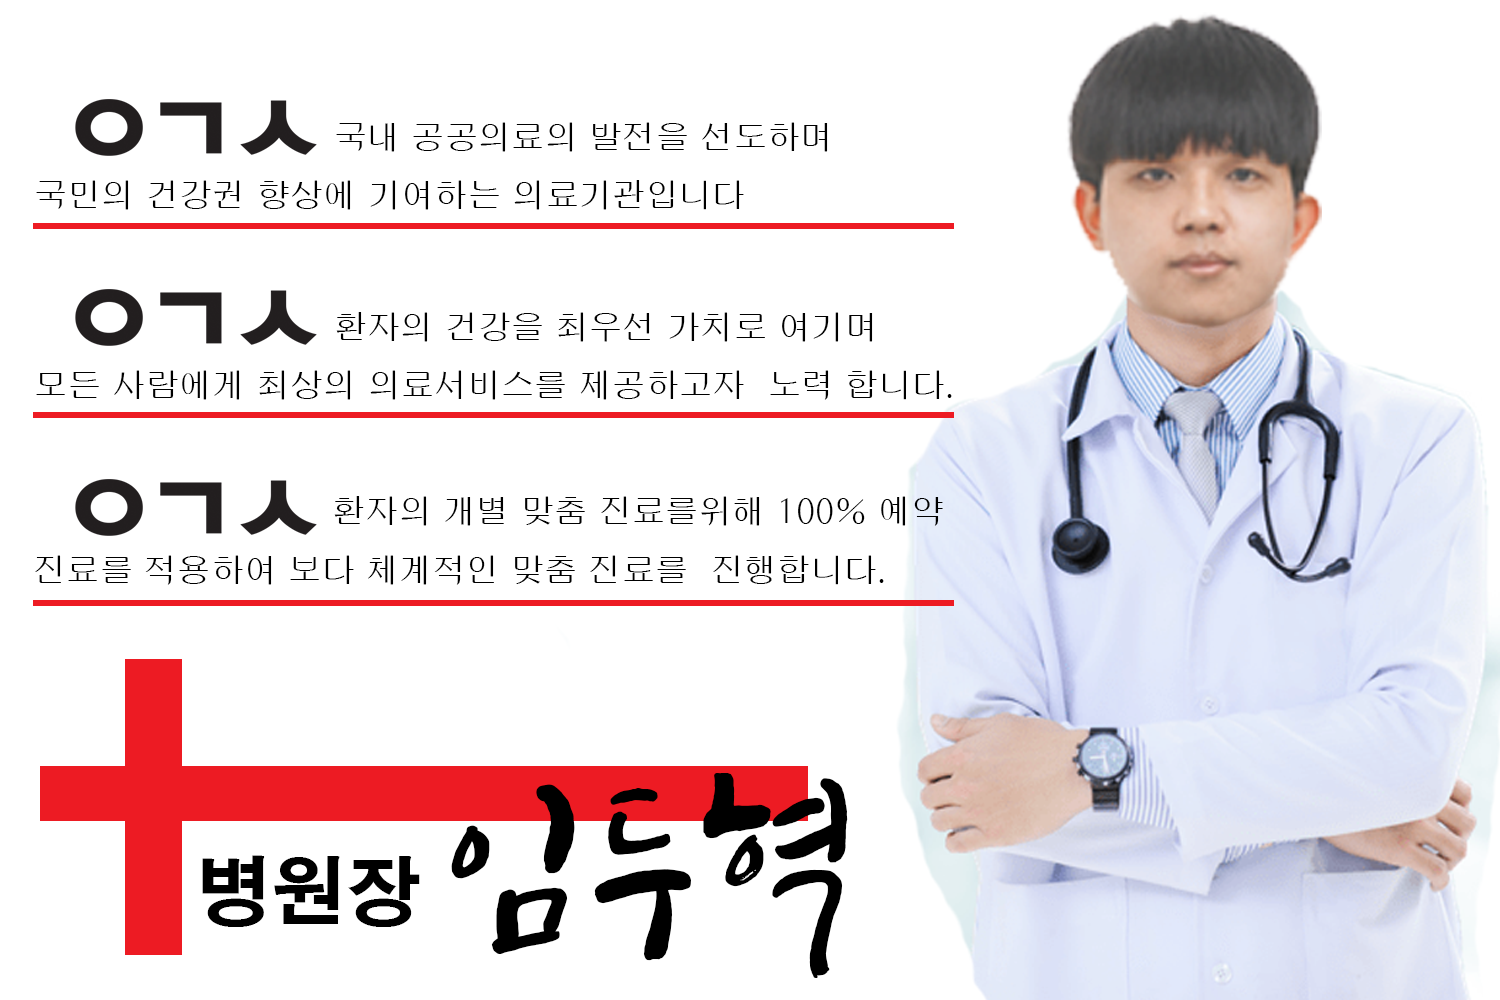 ㅇㄱㅅ 국내 공공의료의 발전을 선도하며
국민의 건강권 향상에 기여하는 의료기관입니다
ㅇㄱㅅ 환자의 건강을 최우선 가치로 여기며
모든 사람에게 최상의 의료서비스를 제공하고자 노력 합니다.
ㅇㄱㅅ 환자의 개별 맞춤 진료를위해 100% 예약
진료를 적용하여 보다 체계적인 맞춤 진료를 진행합니다.
병원장 임두혁